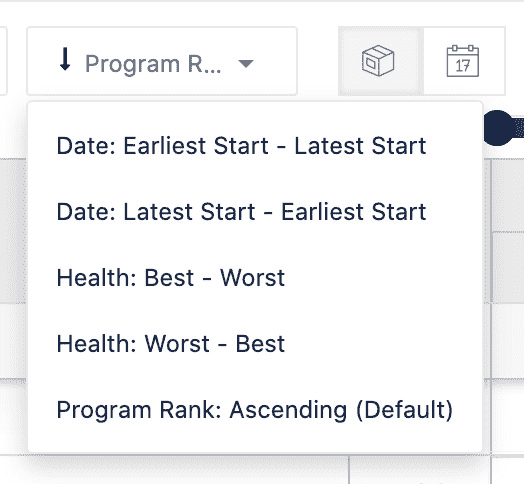 Program R...
17
Date: Earliest Start - Latest Start
Date: Latest Start - Earliest Start
Health: Best - Worst
Health: Worst - Best
Program Rank: Ascending (Default)